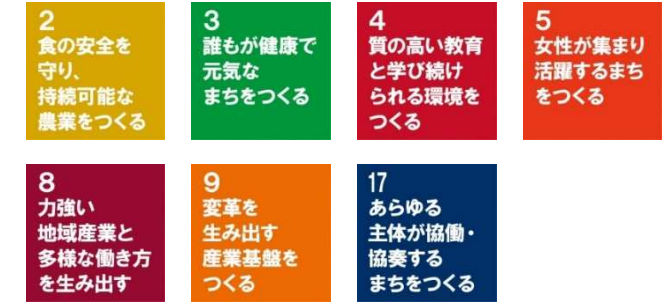 2
食の安全を
守り、
持続可能な
農業をつくる
3
誰もが健康で
元気な
まちをつくる
4
質の高い教育
と学び続け
られる環境を
つくる
5
女性が集まり
活躍するまち
をつくる
8
力強い
地域産業と
多様な働き方
を生み出す
9
変革を
生み出す
産業基盤を
つくる
17
あらゆる
主体が協働・
協奏する
まちをつくる